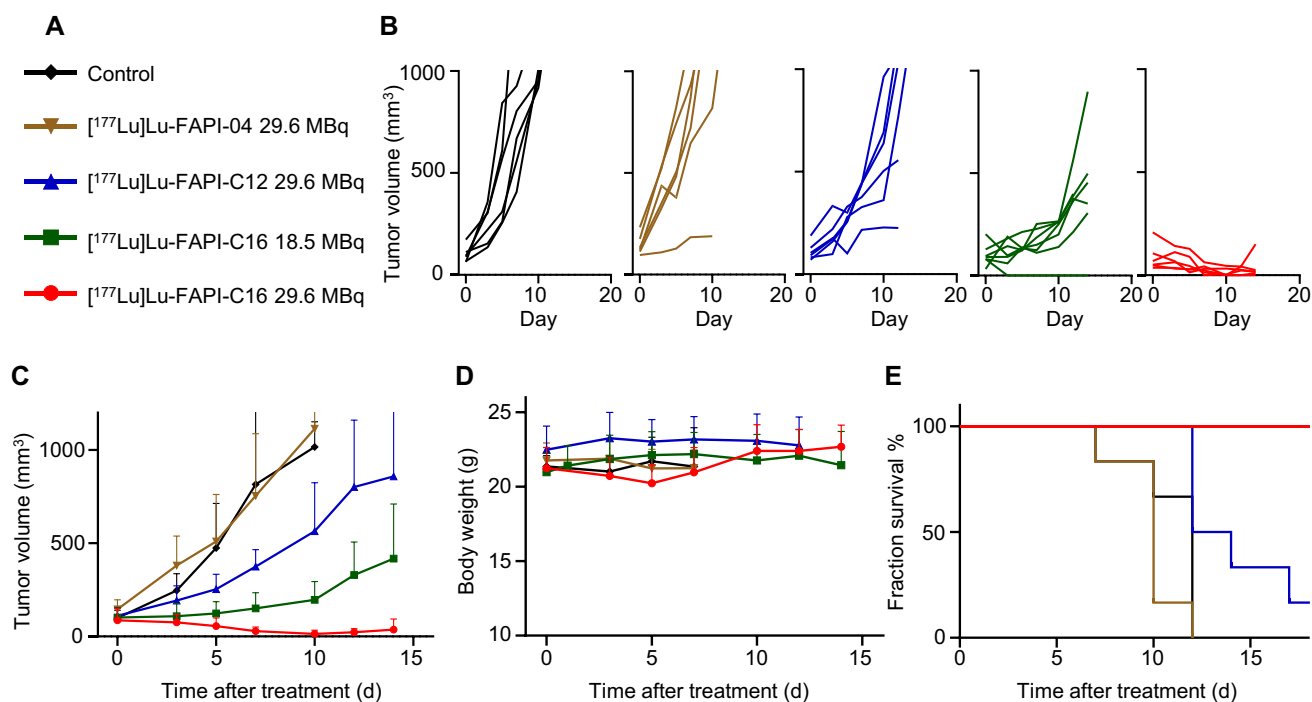 A
Control
[¹⁷⁷Lu]Lu-FAPI-04 29.6 MBq
[¹⁷⁷Lu]Lu-FAPI-C12 29.6 MBq
[¹⁷⁷Lu]Lu-FAPI-C16 18.5 MBq
[¹⁷⁷Lu]Lu-FAPI-C16 29.6 MBq
B
Tumor volume (mm³)
1000
500
0
0 10 20
Day
0 10 20
Day
0 10 20
Day
0 10 20
Day
0 10 20
Day
C
Tumor volume (mm³)
1000
500
0
0 5 10 15
Time after treatment (d)
D
Body weight (g)
25
20
15
10
0 5 10 15
Time after treatment (d)
E
Fraction survival %
100
50
0
0 5 10 15
Time after treatment (d)